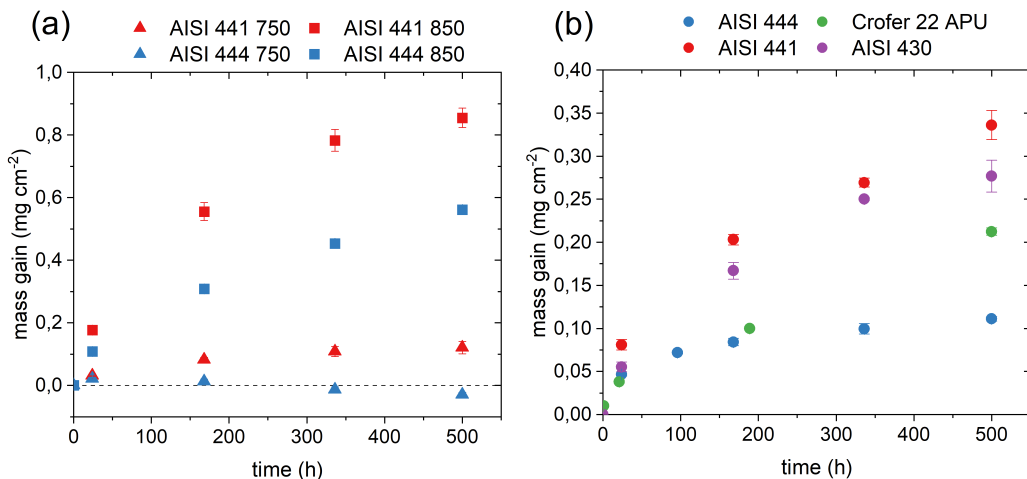 (a)
AISI 441 750
AISI 441 850
AISI 444 750
AISI 444 850
1,0
0,8
0,6
0,4
0,2
0,0
mass gain (mg cm⁻²)
0
100
200
300
400
500
time (h)
(b)
AISI 444
Crofer 22 APU
AISI 441
AISI 430
0,40
0,35
0,30
0,25
0,20
0,15
0,10
0,05
0,00
mass gain (mg cm⁻²)
0
100
200
300
400
500
time (h)